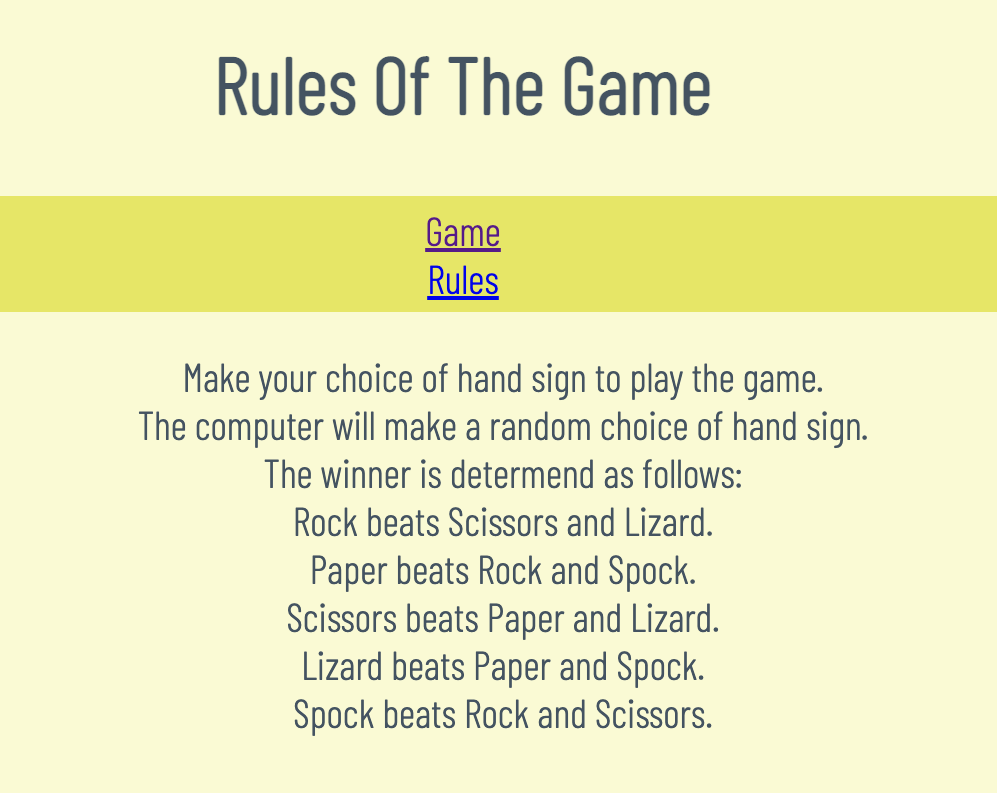 Rules Of The Game
Game
Rules
Make your choice of hand sign to play the game.
The computer will make a random choice of hand sign.
The winner is determend as follows:
Rock beats Scissors and Lizard.
Paper beats Rock and Spock.
Scissors beats Paper and Lizard.
Lizard beats Paper and Spock.
Spock beats Rock and Scissors.